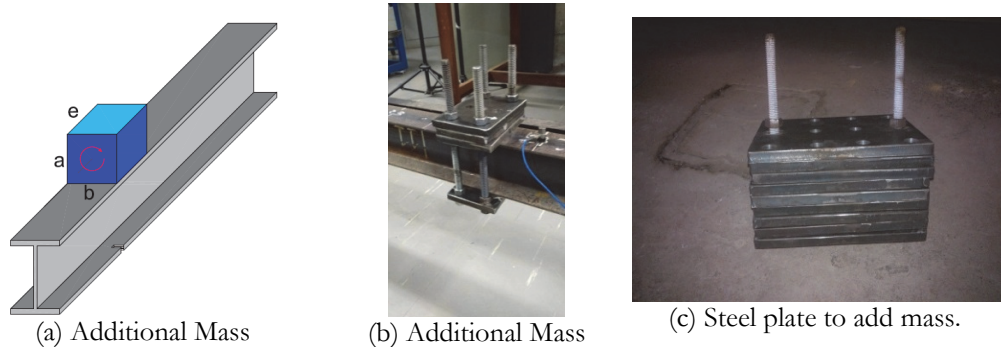 e
a
b
(a) Additional Mass
(b) Additional Mass
(c) Steel plate to add mass.